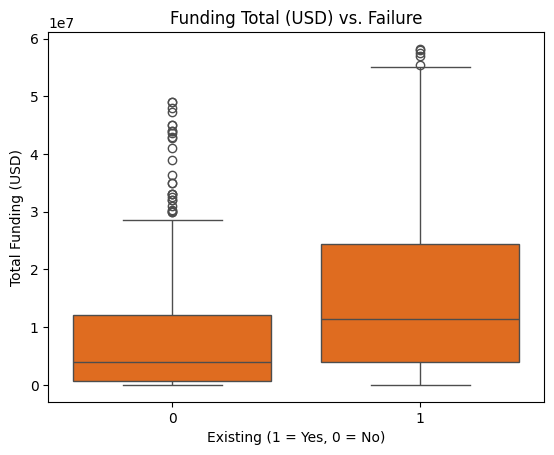 Funding Total (USD) vs. Failure
1e7
6
5
4
3
2
1
0
Total Funding (USD)
0 1
Existing (1 = Yes, 0 = No)